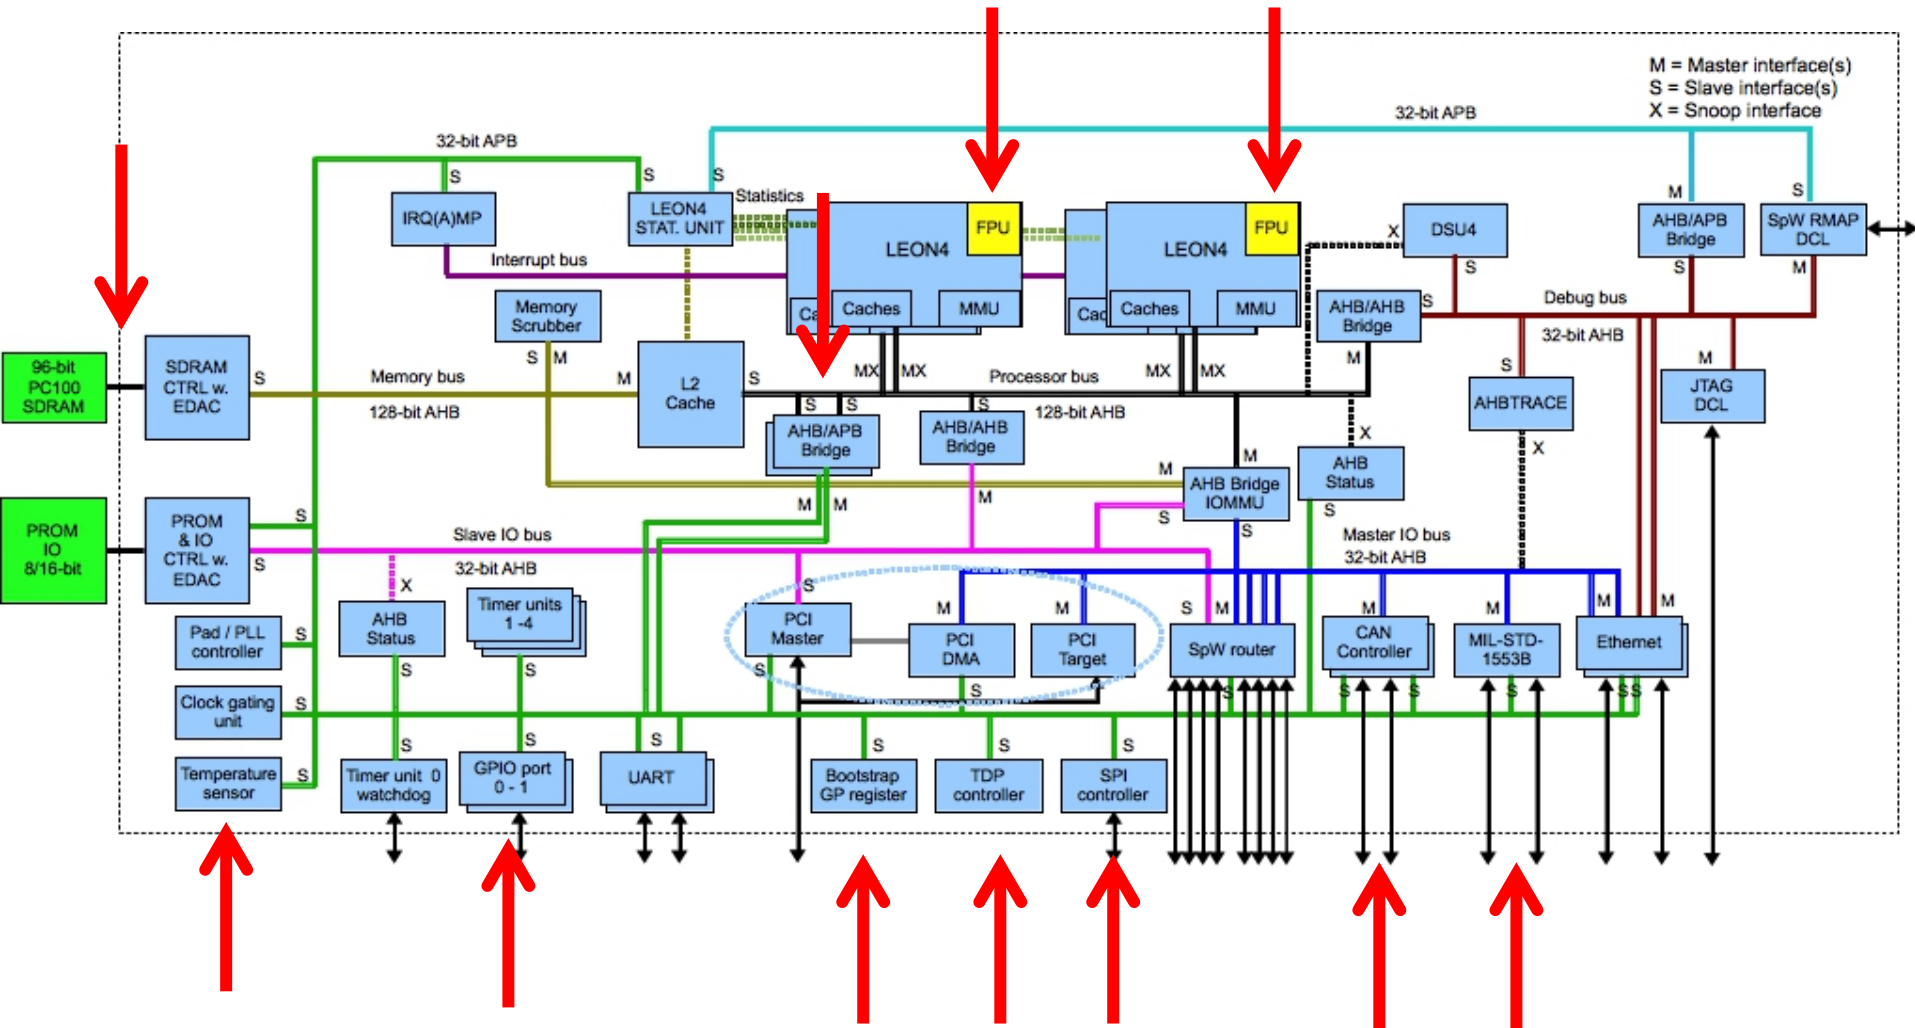 M = Master interface(s)
S = Slave interface(s)
X = Snoop interface
32-bit APB
32-bit APB
S
S
S
M
S
Statistics
IRQ(A)MP
LEON4
STAT. UNIT
LEON4
FPU
LEON4
FPU
X
DSU4
AHB/APB
Bridge
SpW RMAP
DCL
Interrupt bus
S
S
M
Memory
Scrubber
Ca
Caches
MMU
Cac
Caches
MMU
AHB/AHB
Bridge
S
Debug bus
32-bit AHB
96-bit
PC100
SDRAM
SDRAM
CTRL w.
EDAC
S
Memory bus
128-bit AHB
S
M
M
L2
Cache
S
MX
MX
Processor bus
128-bit AHB
MX
MX
M
S
M
AHBTRACE
JTAG
DCL
S
S
S
AHB/APB
Bridge
AHB/AHB
Bridge
X
X
M
M
AHB Bridge
IOMMU
AHB
Status
M
M
M
S
S
S
PROM
IO
8/16-bit
PROM
& IO
CTRL w.
EDAC
S
S
Slave IO bus
32-bit AHB
Master IO bus
32-bit AHB
X
S
M
M
S
M
M
M
M
M
AHB
Status
Timer units
1 -4
PCI
Master
PCI
DMA
PCI
Target
SpW router
CAN
Controller
MIL-STD-
1553B
Ethernet
Pad / PLL
controller
S
S
S
S
S
S
S
S
S
S
S
Clock gating
unit
S
S
S
S
S
S
S
Temperature
sensor
S
Timer unit 0
watchdog
GPIO port
0 - 1
UART
Bootstrap
GP register
TDP
controller
SPI
controller